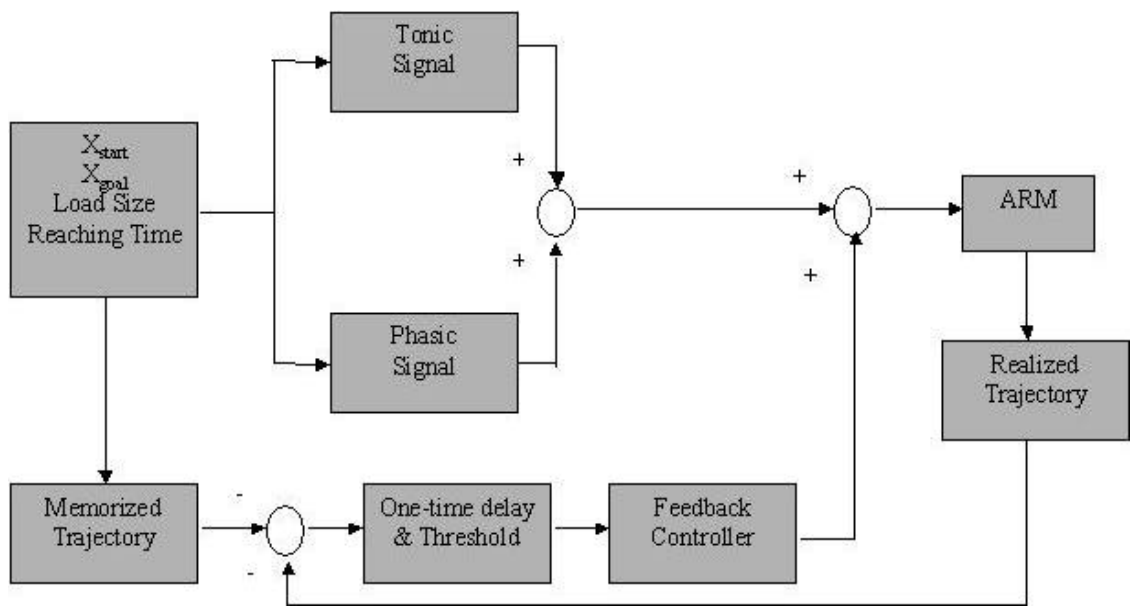 Tonic
Signal
X_start
X_goal
Load Size
Reaching Time
+
+
+
+
ARM
Phasic
Signal
Realized
Trajectory
Memorized
Trajectory
-
-
One-time delay
& Threshold
Feedback
Controller